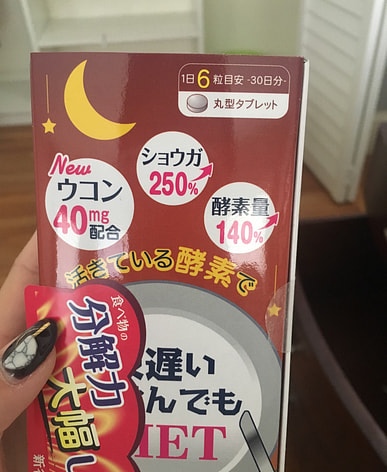 1日6粒目安 -30日分-
丸型タブレット
New
ウコン
40mg
配合
ショウガ
250%
酵素量
140%
活きている酵素で
食べ物の
分解力
大幅
遅い
んでも
IET